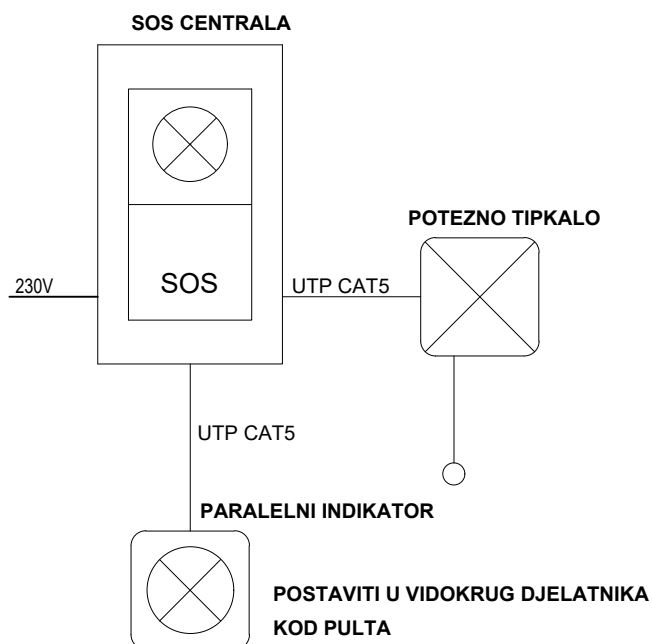 SOS CENTRALA
POTEZNO TIPKALO
230V
SOS
UTP CAT5
UTP CAT5
PARALELNI INDIKATOR
POSTAVITI U VIDOKRUG DJELATNIKA
KOD PULTA